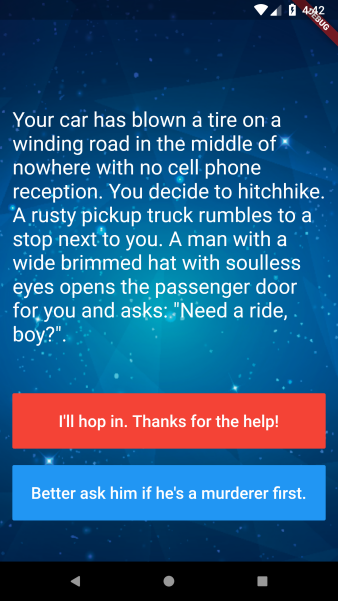 4:42
DEBUG
Your car has blown a tire on a
winding road in the middle of
nowhere with no cell phone
reception. You decide to hitchhike.
A rusty pickup truck rumbles to a
stop next to you. A man with a
wide brimmed hat with soulless
eyes opens the passenger door
for you and asks: "Need a ride,
boy?".
I'll hop in. Thanks for the help!
Better ask him if he's a murderer first.